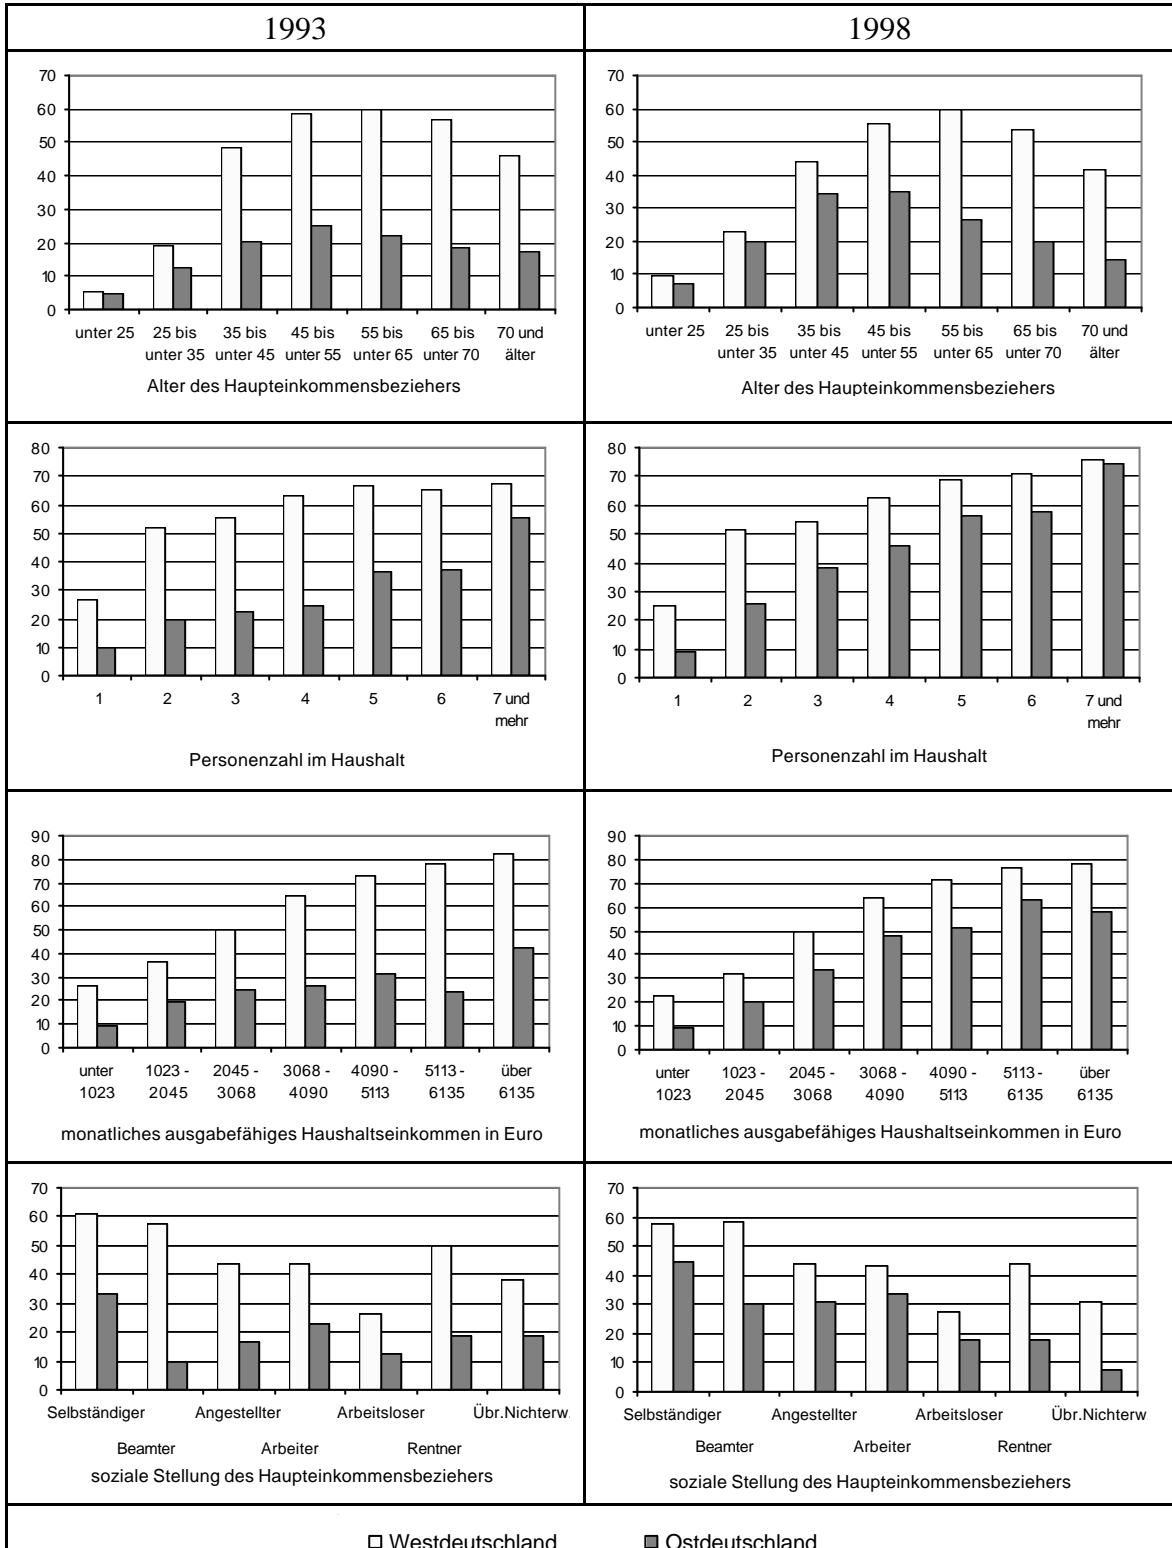 1993
1998
70
60
50
40
30
20
10
0
unter 25
25 bis unter 35
35 bis unter 45
45 bis unter 55
55 bis unter 65
65 bis unter 70
70 und älter
Alter des Haupteinkommensbeziehers
70
60
50
40
30
20
10
0
unter 25
25 bis unter 35
35 bis unter 45
45 bis unter 55
55 bis unter 65
65 bis unter 70
70 und älter
Alter des Haupteinkommensbeziehers
80
70
60
50
40
30
20
10
0
1 2 3 4 5 6 7 und mehr
Personenzahl im Haushalt
80
70
60
50
40
30
20
10
0
1 2 3 4 5 6 7 und mehr
Personenzahl im Haushalt
90
80
70
60
50
40
30
20
10
0
unter 1023
1023 - 2045
2045 - 3068
3068 - 4090
4090 - 5113
5113 - 6135
über 6135
monatliches ausgabefähiges Haushaltseinkommen in Euro
90
80
70
60
50
40
30
20
10
0
unter 1023
1023 - 2045
2045 - 3068
3068 - 4090
4090 - 5113
5113 - 6135
über 6135
monatliches ausgabefähiges Haushaltseinkommen in Euro
70
60
50
40
30
20
10
0
Selbständiger Angestellter Arbeitsloser Übr.Nichterw.
Beamter Arbeiter Rentner
soziale Stellung des Haupteinkommensbeziehers
70
60
50
40
30
20
10
0
Selbständiger Angestellter Arbeitsloser Übr.Nichterw
Beamter Arbeiter Rentner
soziale Stellung des Haupteinkommensbeziehers
Westdeutschland Ostdeutschland